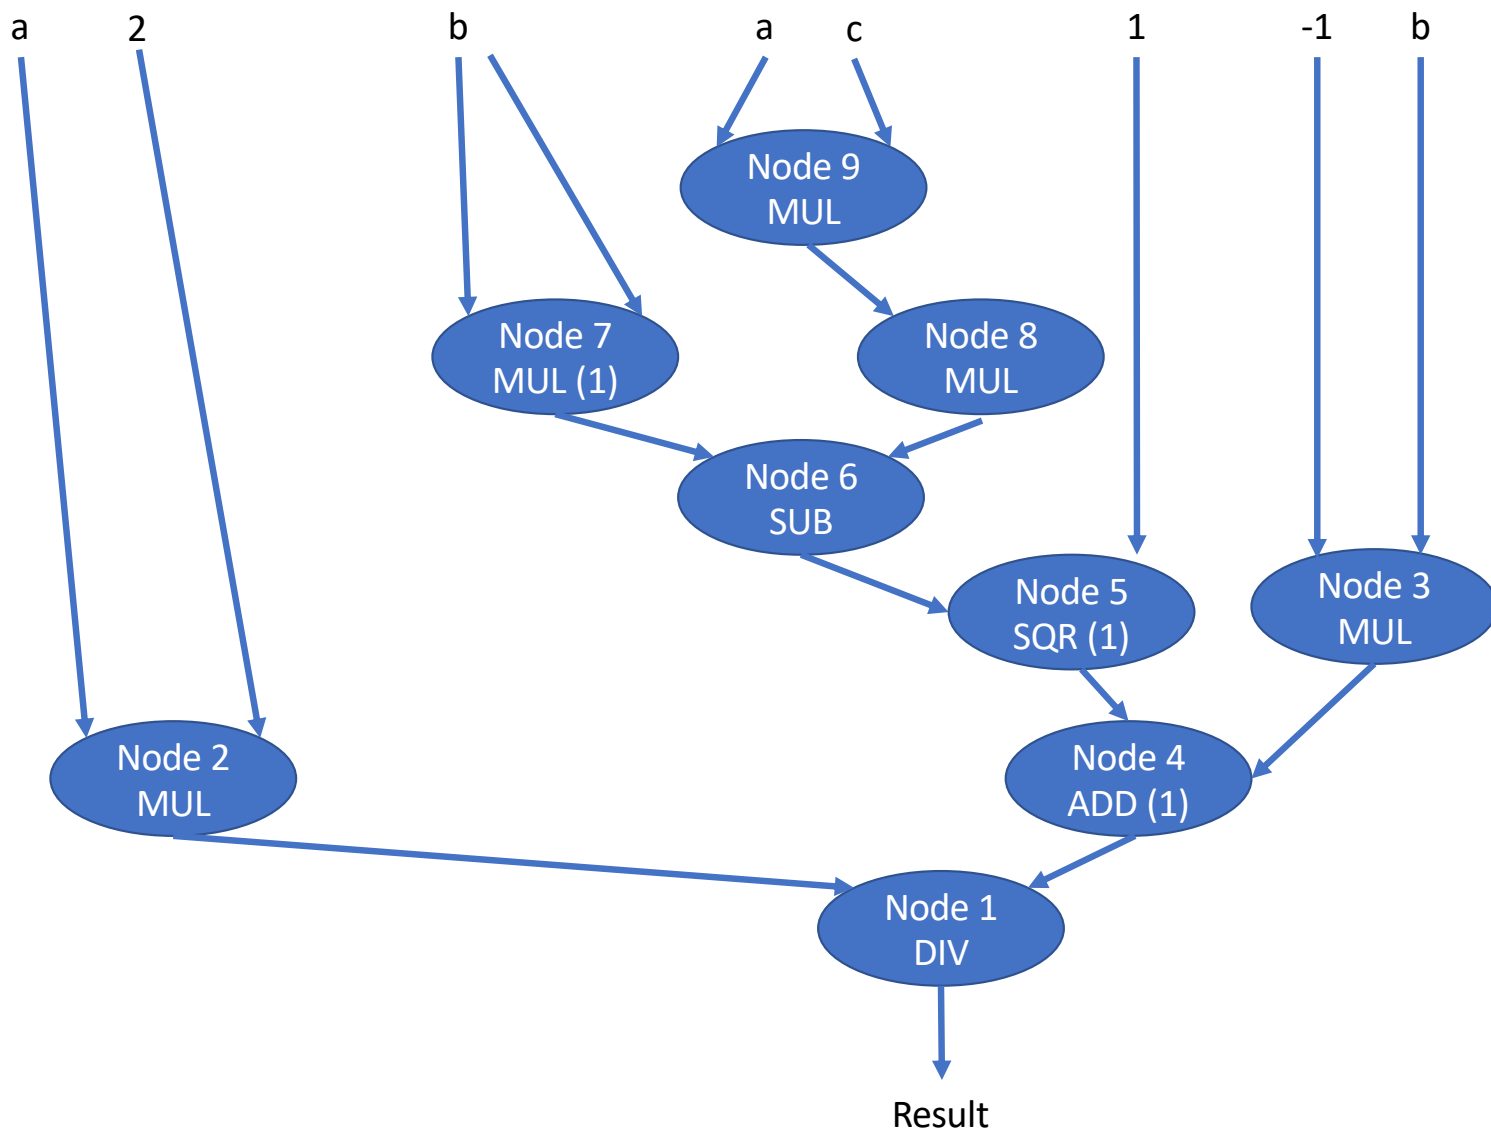 a 2 b a c 1 -1 b
Node 9
MUL
Node 7
MUL (1)
Node 8
MUL
Node 6
SUB
Node 5
SQR (1)
Node 3
MUL
Node 2
MUL
Node 4
ADD (1)
Node 1
DIV
Result